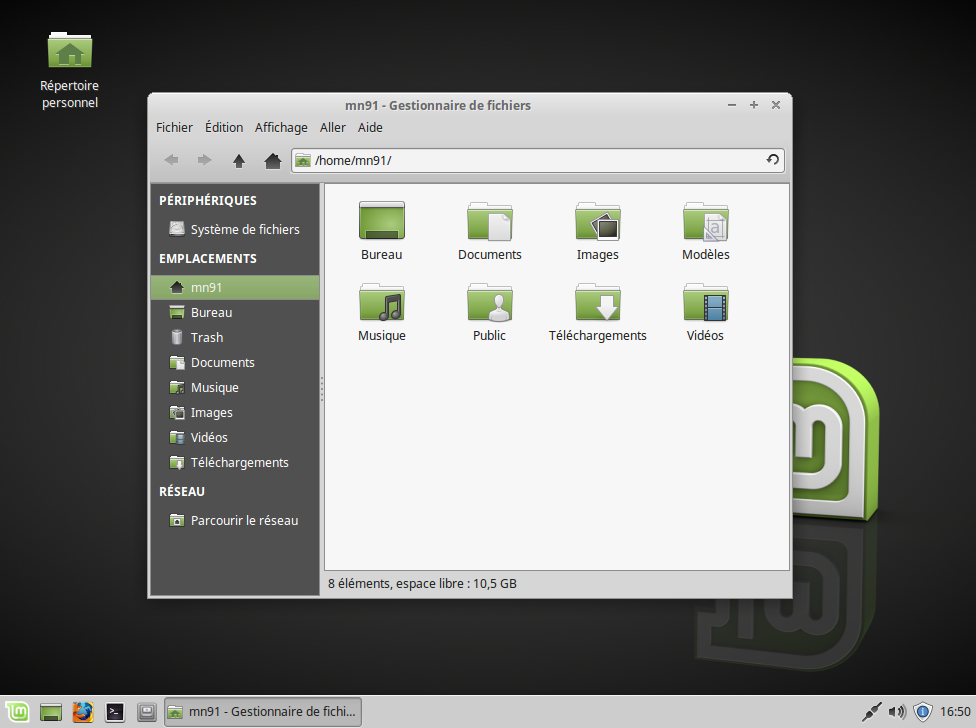 Répertoire
personnel
mn91 - Gestionnaire de fichiers
Fichier Édition Affichage Aller Aide
/home/mn91/
PÉRIPHÉRIQUES
Système de fichiers
EMPLACEMENTS
mn91
Bureau
Trash
Documents
Musique
Images
Vidéos
Téléchargements
RÉSEAU
Parcourir le réseau
Bureau Documents Images Modèles
Musique Public Téléchargements Vidéos
8 éléments, espace libre : 10,5 GB
mn91 - Gestionnaire de fichi... 16:50